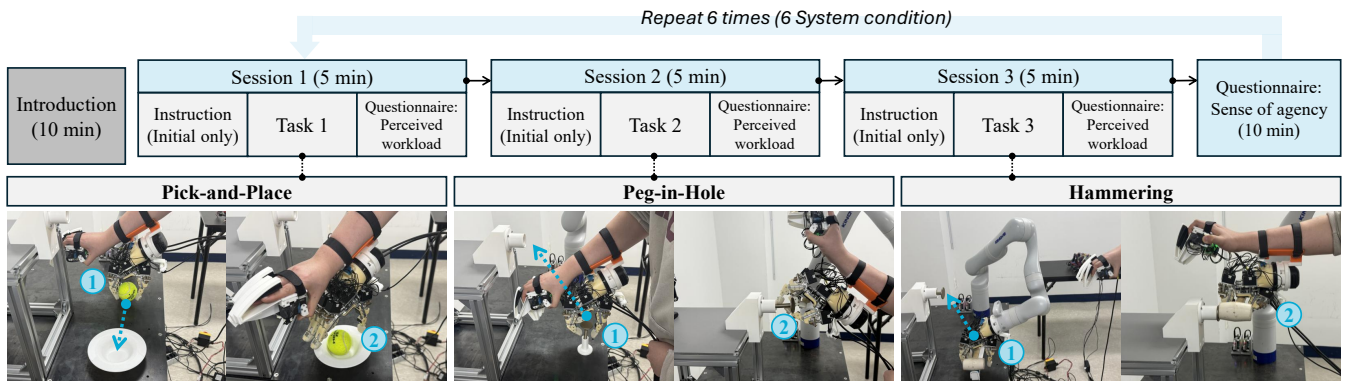 Repeat 6 times (6 System condition)
Introduction
(10 min)
Session 1 (5 min)
Instruction
(Initial only)
Task 1
Questionnaire:
Perceived
workload
Session 2 (5 min)
Instruction
(Initial only)
Task 2
Questionnaire:
Perceived
workload
Session 3 (5 min)
Instruction
(Initial only)
Task 3
Questionnaire:
Perceived
workload
Questionnaire:
Sense of agency
(10 min)
Pick-and-Place
Peg-in-Hole
Hammering
1
2
1
2
1
2